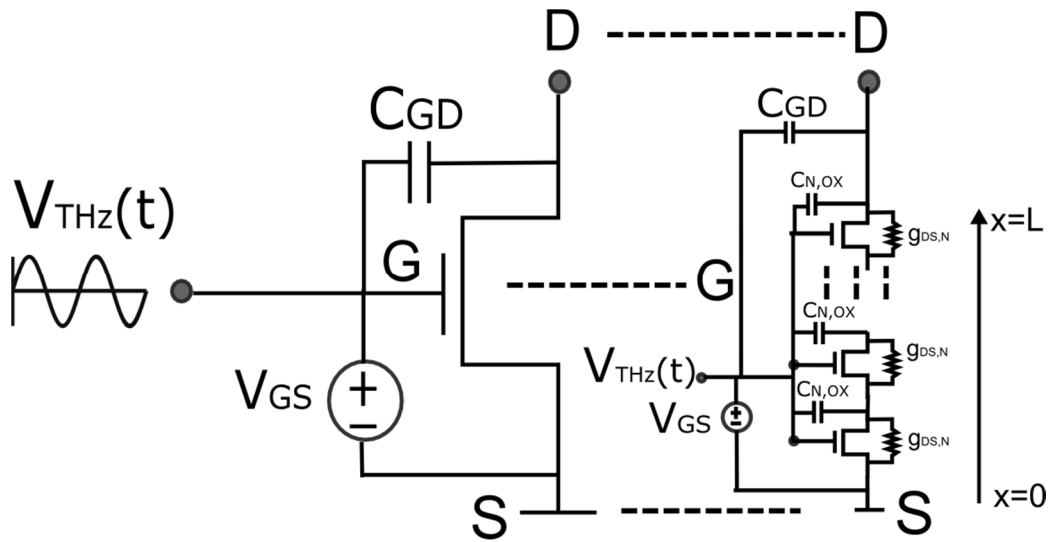 D
D
CGD
CGD
CN,OX
VTHz(t)
gDS,N
x=L
G
G
CN,OX
VTHz(t)
gDS,N
VGS
CN,OX
VGS
+
−
±
gDS,N
S
S
x=0